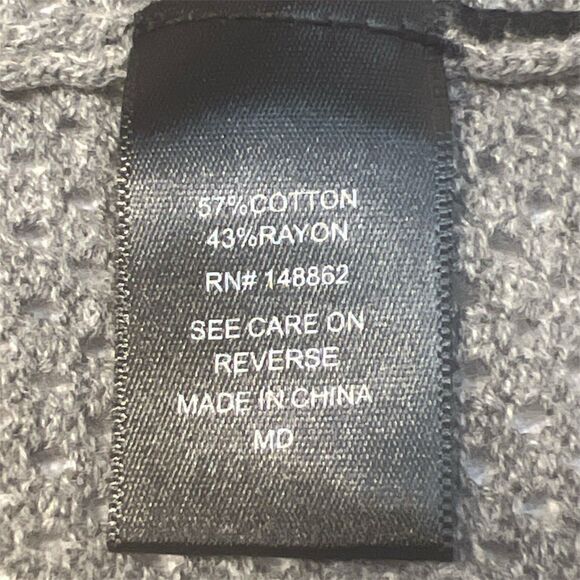 57%COTTON
43%RAYON
RN# 148862
SEE CARE ON
REVERSE
MADE IN CHINA
MD